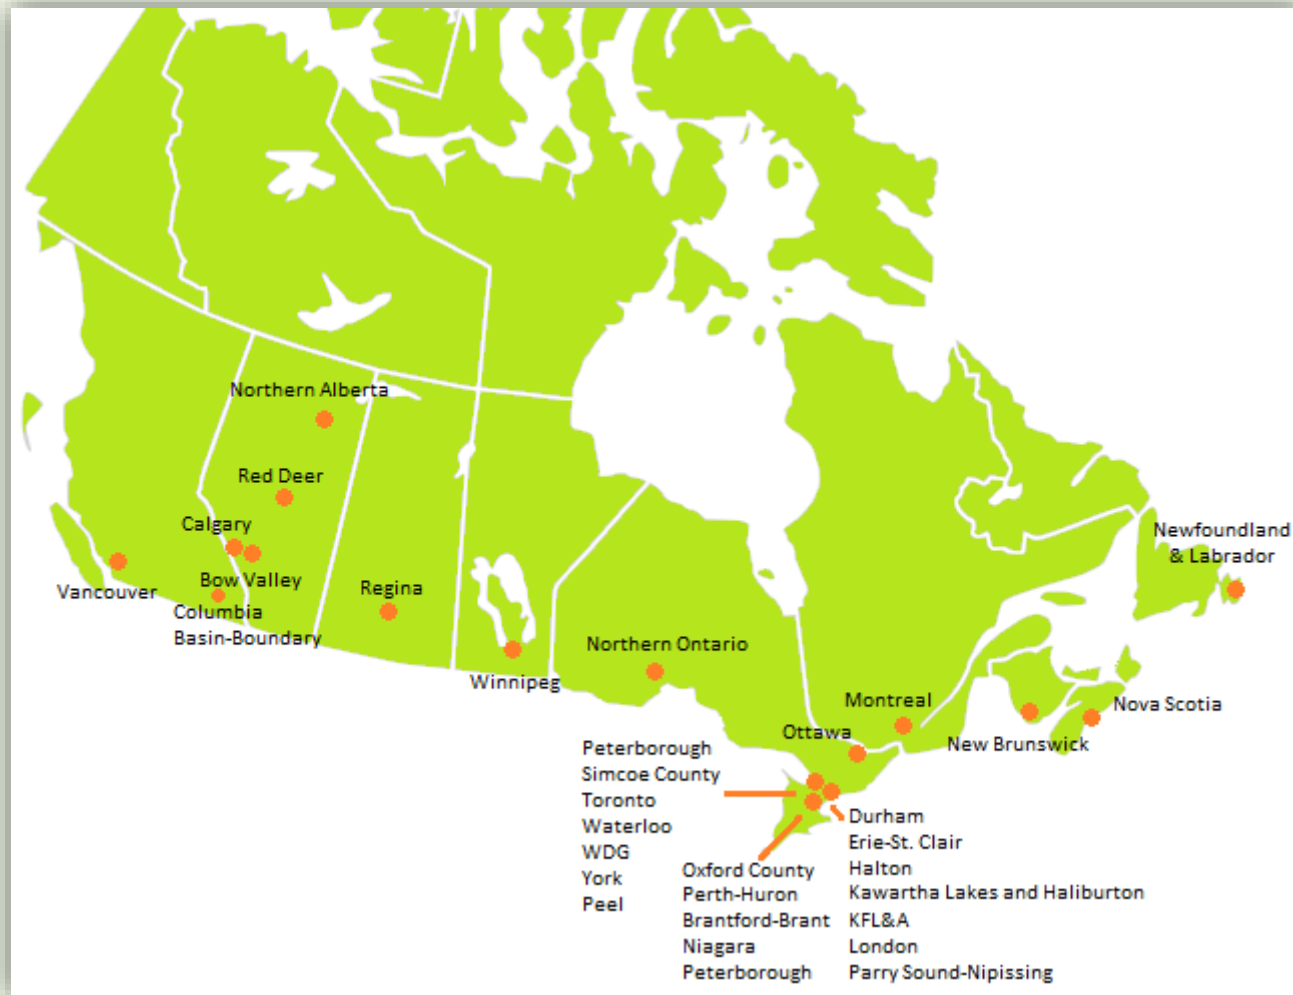 Northern Alberta
Red Deer
Calgary
Bow Valley
Vancouver
Columbia
Basin-Boundary
Regina
Winnipeg
Northern Ontario
Newfoundland
& Labrador
Montreal
Ottawa
Nova Scotia
New Brunswick
Peterborough
Simcoe County
Toronto
Waterloo
WDG
York
Peel
Oxford County
Perth-Huron
Brantford-Brant
Niagara
Peterborough
Durham
Erie-St. Clair
Halton
Kawartha Lakes and Haliburton
KFL&A
London
Parry Sound-Nipissing